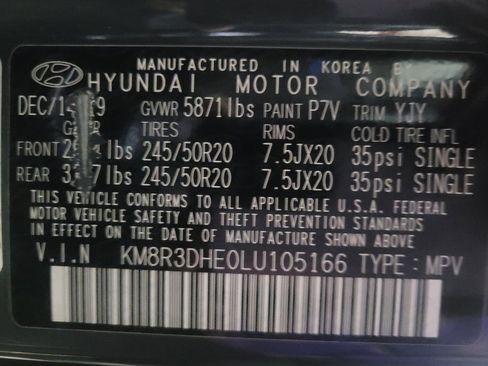 MANUFACTURED IN KOREA BY
HYUNDAI MOTOR COMPANY
GVWR 5871lbs PAINT P7V TRIM YJY
TIRES RIMS COLD TIRE INFL
FRONT lbs 245/50R20 7.5JX20 35psi SINGLE
REAR lbs 245/50R20 7.5JX20 35psi SINGLE
THIS VEHICLE CONFORMS TO ALL APPLICABLE U.S. FEDERAL
MOTOR VEHICLE SAFETY AND THEFT PREVENTION STANDARDS
IN EFFECT ON THE DATE OF MANUFACTURE SHOWN ABOVE.
V.I.N KM8R3DHE0LU105166 TYPE: MPV